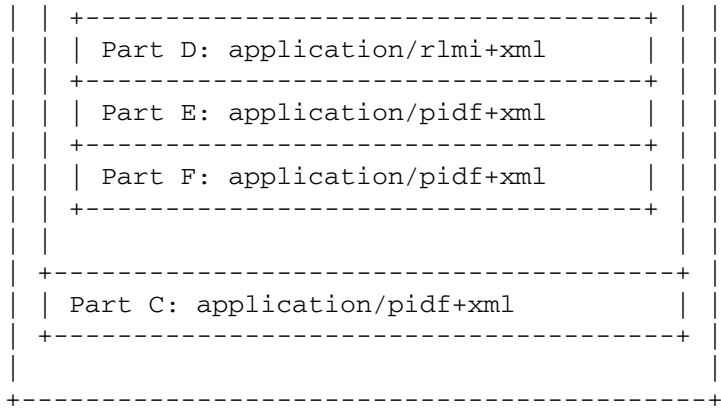 Part D: application/rlmi+xml
Part E: application/pidf+xml
Part F: application/pidf+xml
Part C: application/pidf+xml